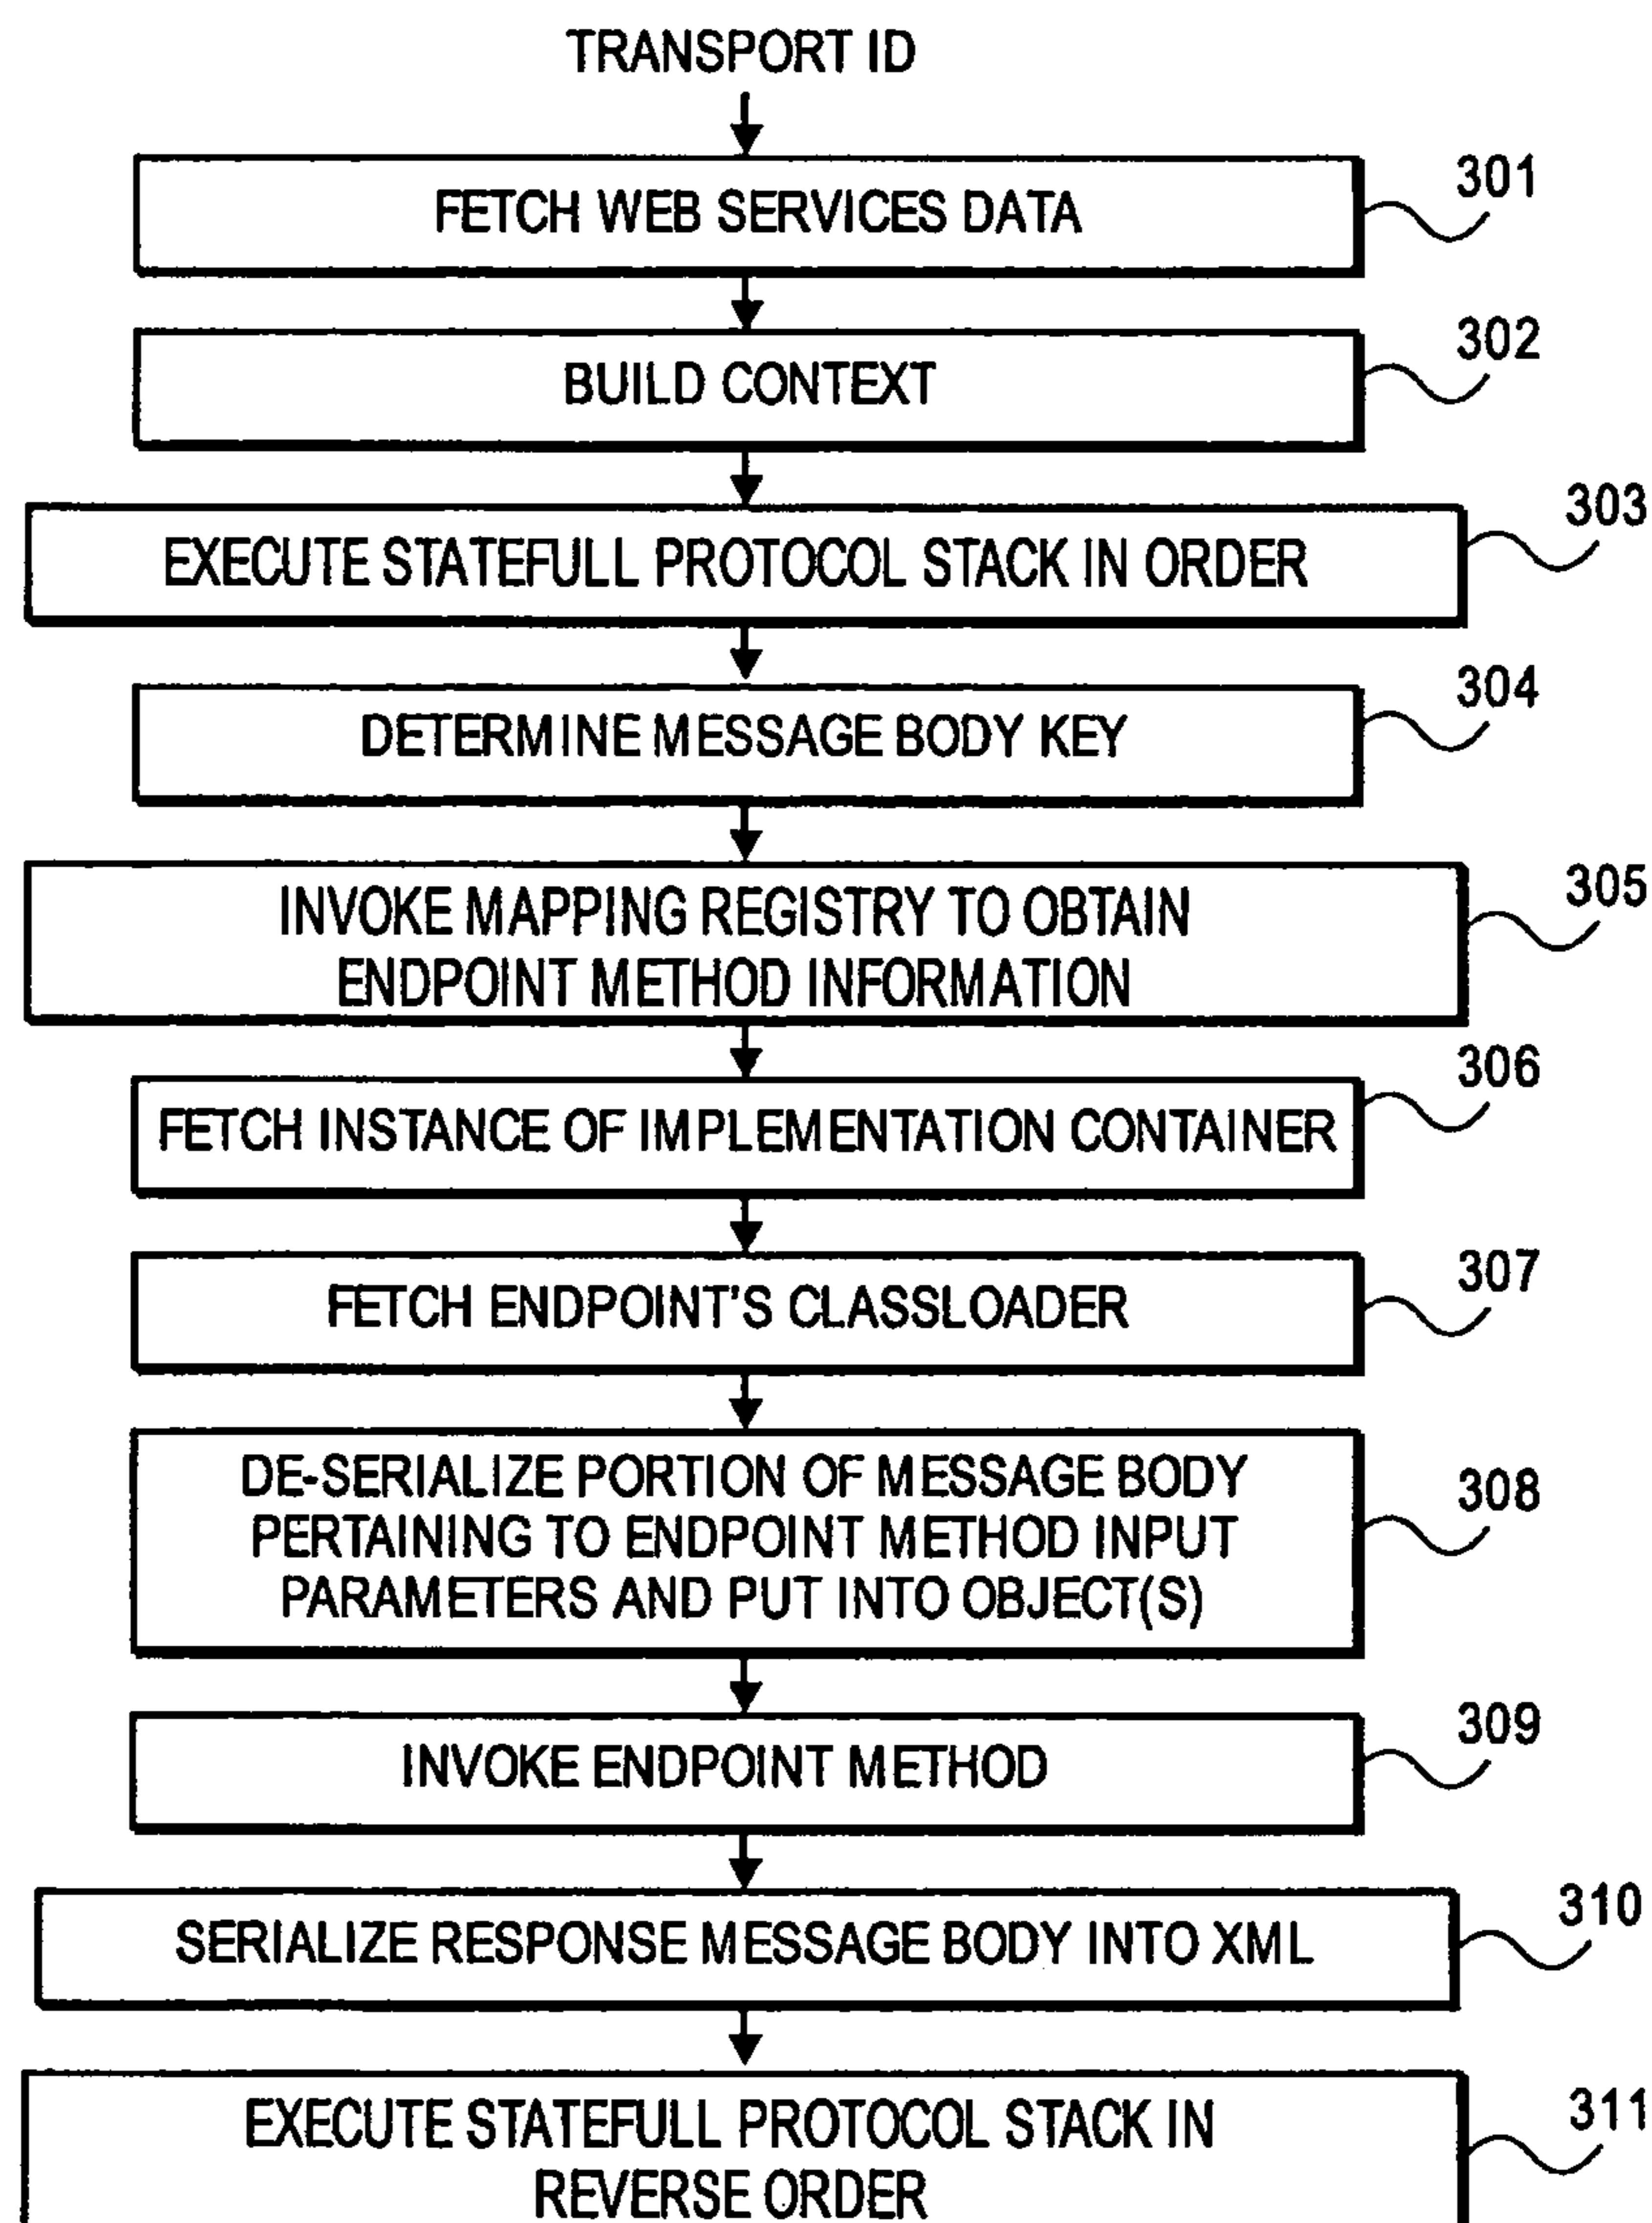 TRANSPORT ID
FETCH WEB SERVICES DATA
301
BUILD CONTEXT
302
EXECUTE STATEFULL PROTOCOL STACK IN ORDER
303
DETERMINE MESSAGE BODY KEY
304
INVOKE MAPPING REGISTRY TO OBTAIN
ENDPOINT METHOD INFORMATION
305
FETCH INSTANCE OF IMPLEMENTATION CONTAINER
306
FETCH ENDPOINT'S CLASSLOADER
307
DE-SERIALIZE PORTION OF MESSAGE BODY
PERTAINING TO ENDPOINT METHOD INPUT
PARAMETERS AND PUT INTO OBJECT(S)
308
INVOKE ENDPOINT METHOD
309
SERIALIZE RESPONSE MESSAGE BODY INTO XML
310
EXECUTE STATEFULL PROTOCOL STACK IN
REVERSE ORDER
311